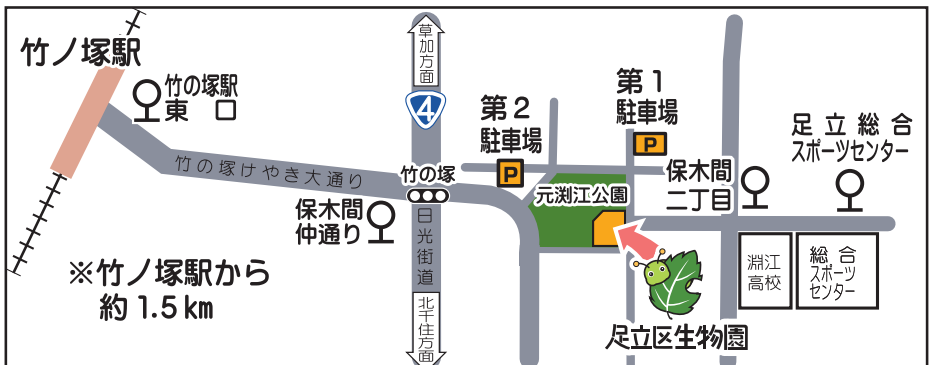 竹ノ塚駅
竹の塚駅
東 口
竹の塚けやき大通り
草加方面
4
竹の塚
日光街道
北千住方面
保木間
仲通り
第2
駐車場
P
第1
駐車場
P
元渕江公園
保木間
二丁目
足立総合
スポーツセンター
淵江
高校
総合
スポーツ
センター
足立区生物園
※竹ノ塚駅から
約1.5km